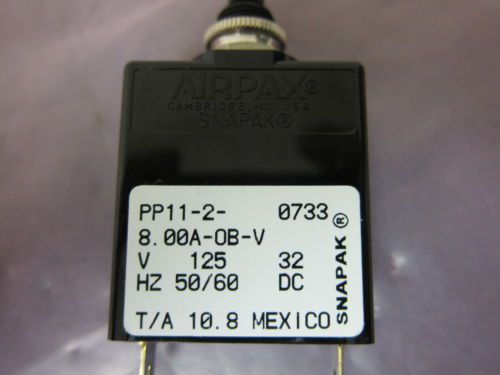 AIRPAX®
CAMBRIDGE, MD. USA
SNAPAK®
PP11-2- 0733
8.00A-OB-V
V 125 32
HZ 50/60 DC
T/A 10.8 MEXICO
SNAPAK ®